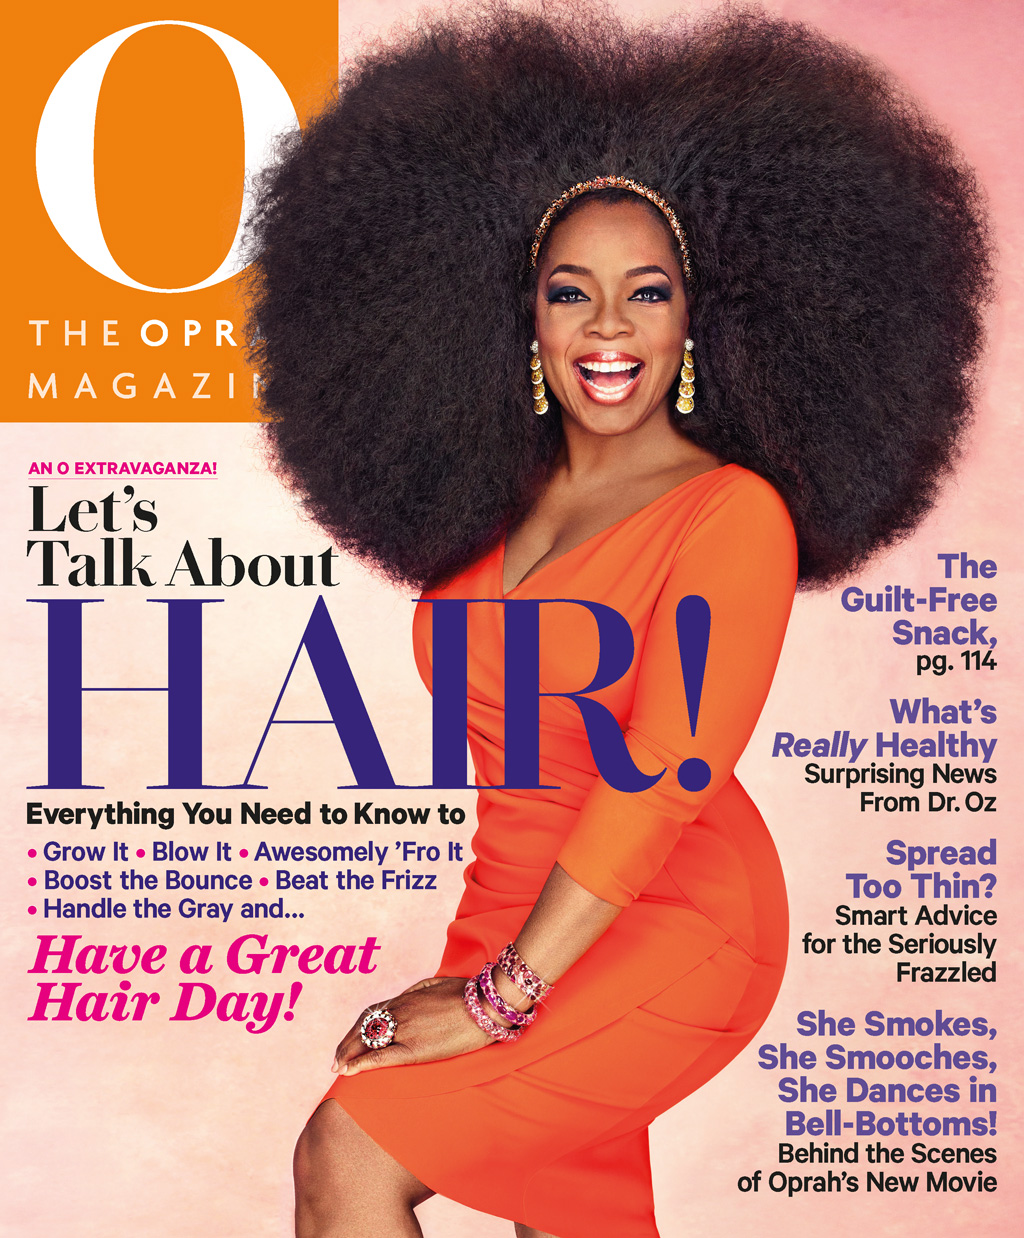 O
THE OPR
MAGAZI
AN O EXTRAVAGANZA!
Let's
Talk About
HAIR!
Everything You Need to Know to
• Grow It • Blow It • Awesomely ’Fro It
• Boost the Bounce • Beat the Frizz
• Handle the Gray and...
Have a Great
Hair Day!
The
Guilt-Free
Snack,
pg. 114
What’s
Really Healthy
Surprising News
From Dr. Oz
Spread
Too Thin?
Smart Advice
for the Seriously
Frazzled
She Smokes,
She Smooches,
She Dances in
Bell-Bottoms!
Behind the Scenes
of Oprah’s New Movie